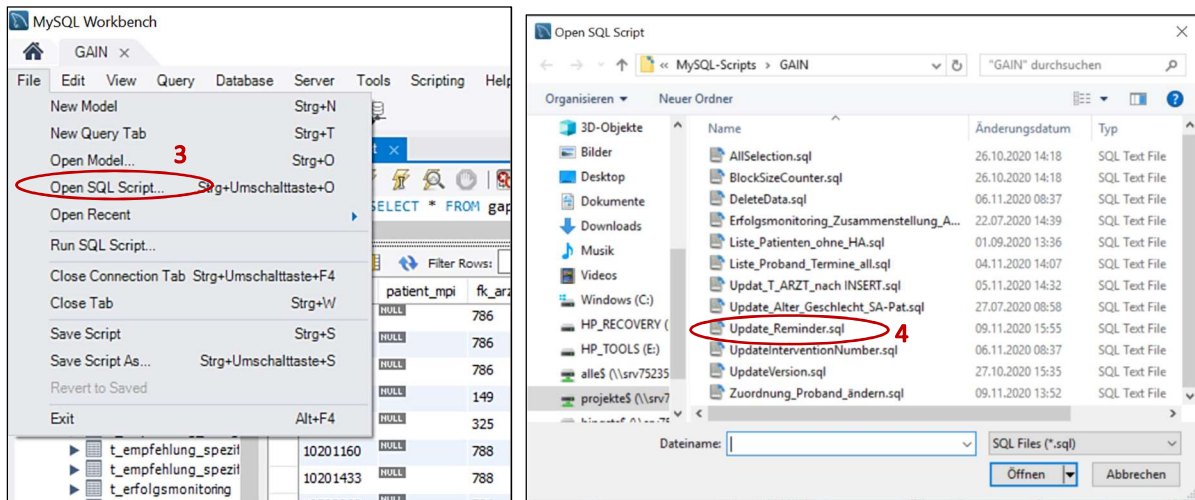 MySQL Workbench
GAIN ×
File Edit View Query Database Server Tools Scripting Help
New Model Strg+N
New Query Tab Strg+T
Open Model... Strg+O
3
Open SQL Script... Strg+Umschalttaste+O
Open Recent
Run SQL Script...
Close Connection Tab Strg+Umschalttaste+F4
Close Tab Strg+W
Save Script Strg+S
Save Script As... Strg+Umschalttaste+S
Revert to Saved
Exit Alt+F4
SELECT * FROM gap
Filter Rows:
patient_mpi fk_arz
NULL 786
NULL 786
NULL 786
NULL 149
NULL 325
t_empfehlung_spezif 10201160 NULL 788
t_empfehlung_spezif 10201433 NULL 788
t_erfolgsmonitoring
Open SQL Script
« MySQL-Scripts > GAIN "GAIN" durchsuchen
Organisieren Neuer Ordner
3D-Objekte
Bilder
Desktop
Dokumente
Downloads
Musik
Videos
Windows (C:)
HP_RECOVERY (
HP_TOOLS (E:)
alle$ (\\srv75235
projekte$ (\\srv7
Name Änderungsdatum Typ
AllSelection.sql 26.10.2020 14:18 SQL Text File
BlockSizeCounter.sql 26.10.2020 14:18 SQL Text File
DeleteData.sql 06.11.2020 08:37 SQL Text File
Erfolgsmonitoring_Zusammenstellung_A... 22.07.2020 14:39 SQL Text File
Liste_Patienten_ohne_HA.sql 01.09.2020 13:36 SQL Text File
Liste_Proband_Termine_all.sql 04.11.2020 14:07 SQL Text File
Updat_T_ARZT_nach INSERT.sql 05.11.2020 14:32 SQL Text File
Update_Alter_Geschlecht_SA-Pat.sql 27.07.2020 08:58 SQL Text File
Update_Reminder.sql 09.11.2020 15:55 SQL Text File
4
UpdateInterventionNumber.sql 06.11.2020 08:37 SQL Text File
UpdateVersion.sql 27.10.2020 15:35 SQL Text File
Zuordnung_Proband_ändern.sql 09.11.2020 13:52 SQL Text File
Dateiname: SQL Files (*.sql)
Öffnen Abbrechen